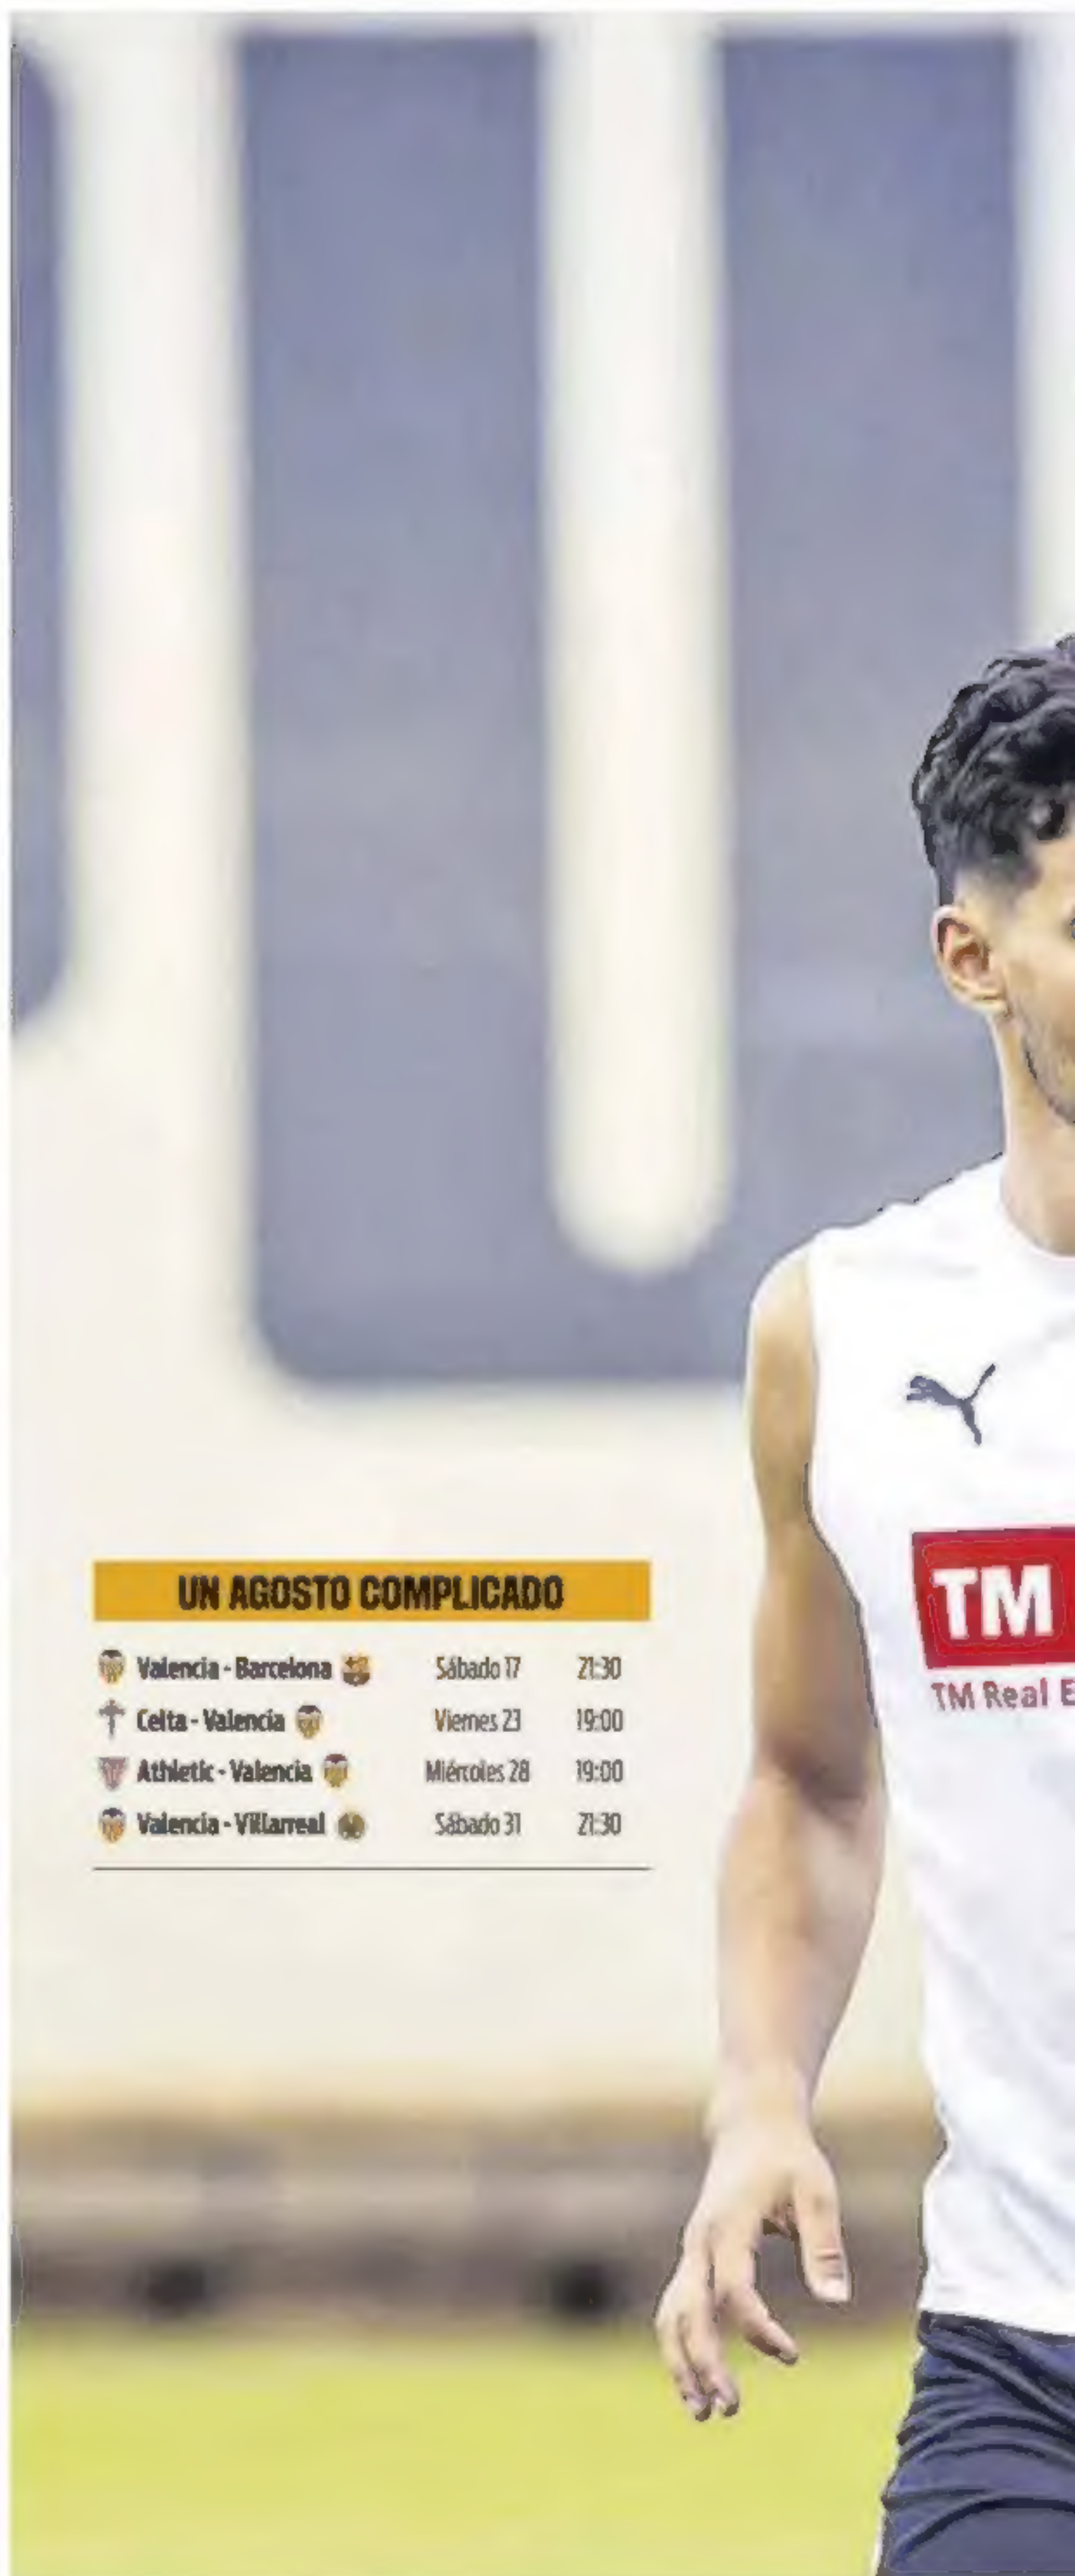 UN AGOSTO COMPLICADO
Valencia - Barcelona Sábado 17 21:30
Celta - Valencia Viernes 23 19:00
Athletic - Valencia Miércoles 28 19:00
Valencia - Villarreal Sábado 31 21:30
TM
TM Real E